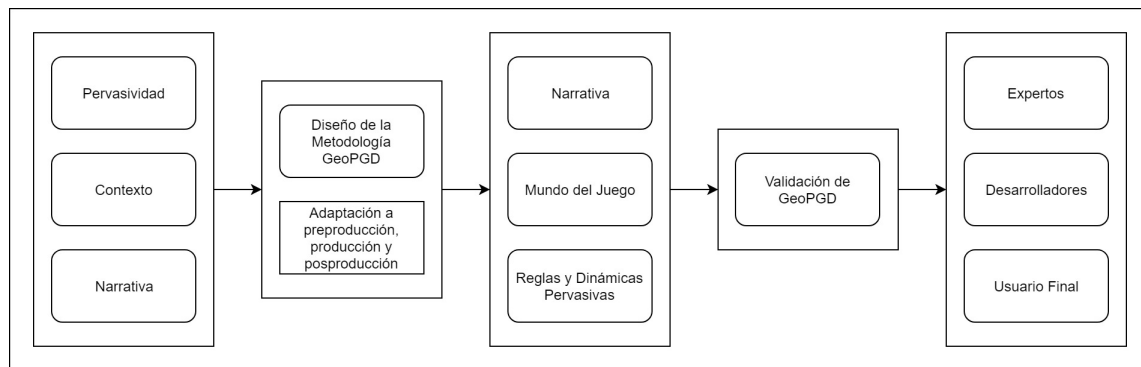 Pervasividad
Contexto
Narrativa
Diseño de la
Metodología
GeoPGD
Adaptación a
preproducción,
producción y
posproducción
Narrativa
Mundo del Juego
Reglas y Dinámicas
Pervasivas
Validación de
GeoPGD
Expertos
Desarrolladores
Usuario Final